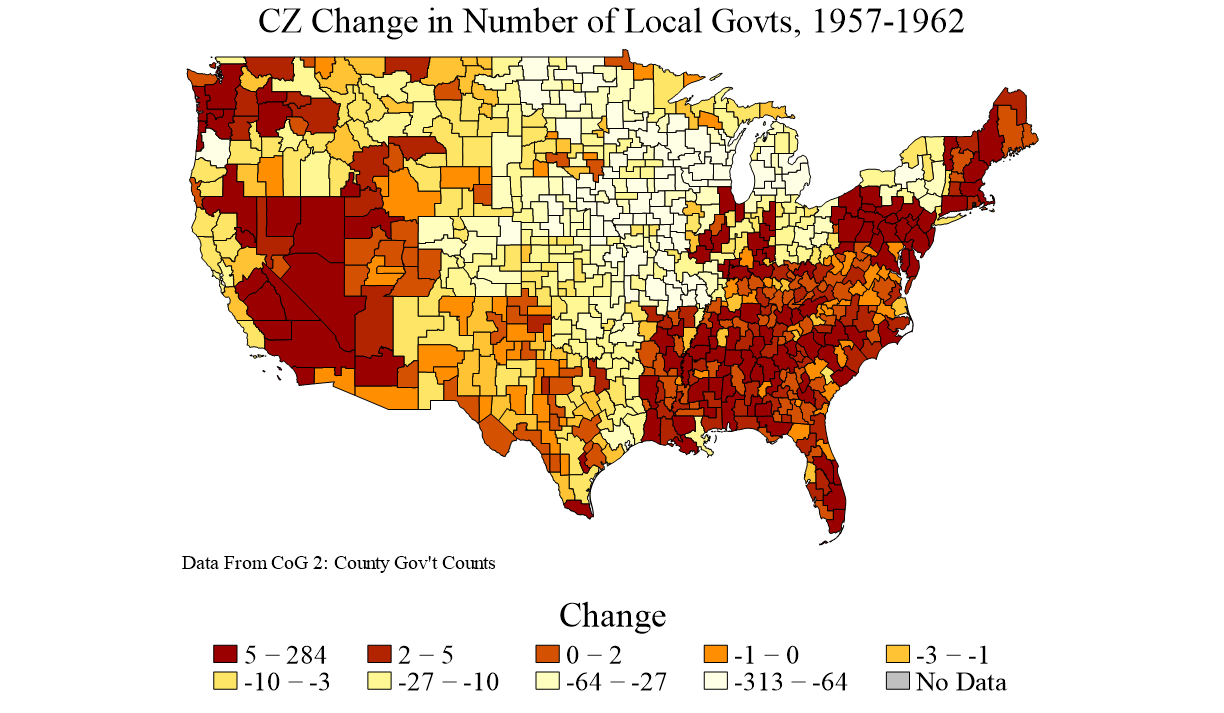 CZ Change in Number of Local Govts, 1957-1962
Data From CoG 2: County Gov't Counts
Change
5 − 284 2 − 5 0 − 2 -1 − 0 -3 − -1
-10 − -3 -27 − -10 -64 − -27 -313 − -64 No Data